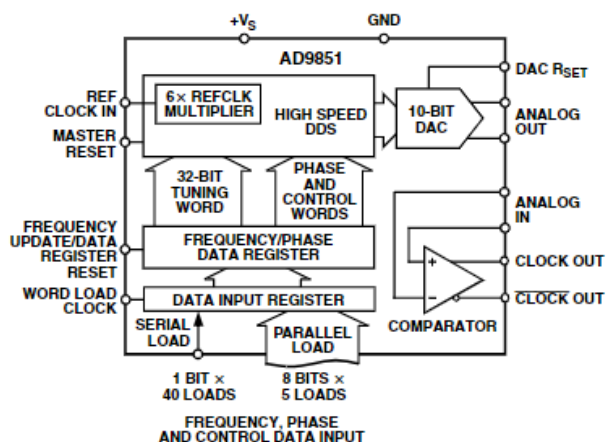 +VS
GND
AD9851
REF
CLOCK IN
6× REFCLK
MULTIPLIER
HIGH SPEED
DDS
10-BIT
DAC
DAC RSET
ANALOG
OUT
MASTER
RESET
32-BIT
TUNING
WORD
PHASE
AND
CONTROL
WORDS
ANALOG
IN
FREQUENCY
UPDATE/DATA
REGISTER
RESET
FREQUENCY/PHASE
DATA REGISTER
+
–
CLOCK OUT
CLOCK OUT
COMPARATOR
WORD LOAD
CLOCK
DATA INPUT REGISTER
SERIAL
LOAD
PARALLEL
LOAD
1 BIT ×
40 LOADS
8 BITS ×
5 LOADS
FREQUENCY, PHASE
AND CONTROL DATA INPUT